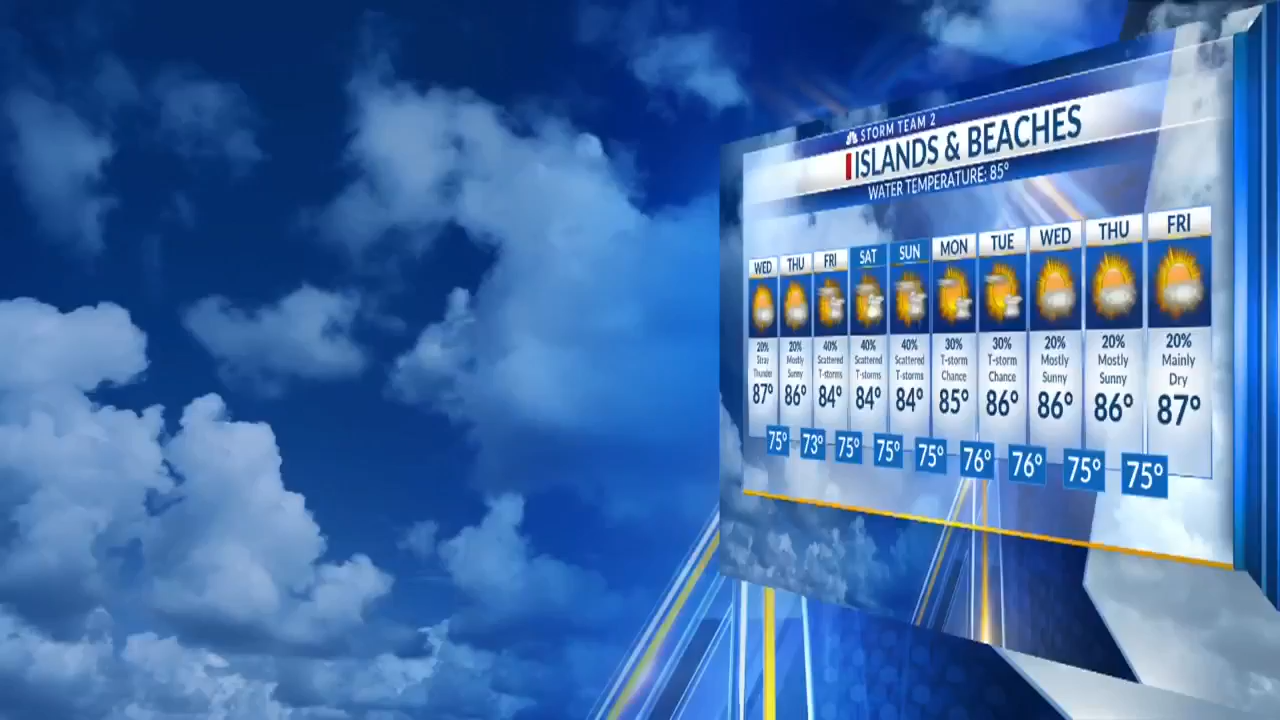 STORM TEAM 2
ISLANDS & BEACHES
WATER TEMPERATURE: 85°
WED THU FRI SAT SUN MON TUE WED THU FRI
20% 20% 40% 40% 40% 30% 30% 20% 20% 20%
Stray Mostly Scattered Scattered Scattered T-storm T-storm Mostly Mostly Mainly
Thunder Sunny T-storms T-storms T-storms Chance Chance Sunny Sunny Dry
87° 86° 84° 84° 84° 85° 86° 86° 86° 87°
75° 73° 75° 75° 75° 76° 76° 75° 75°